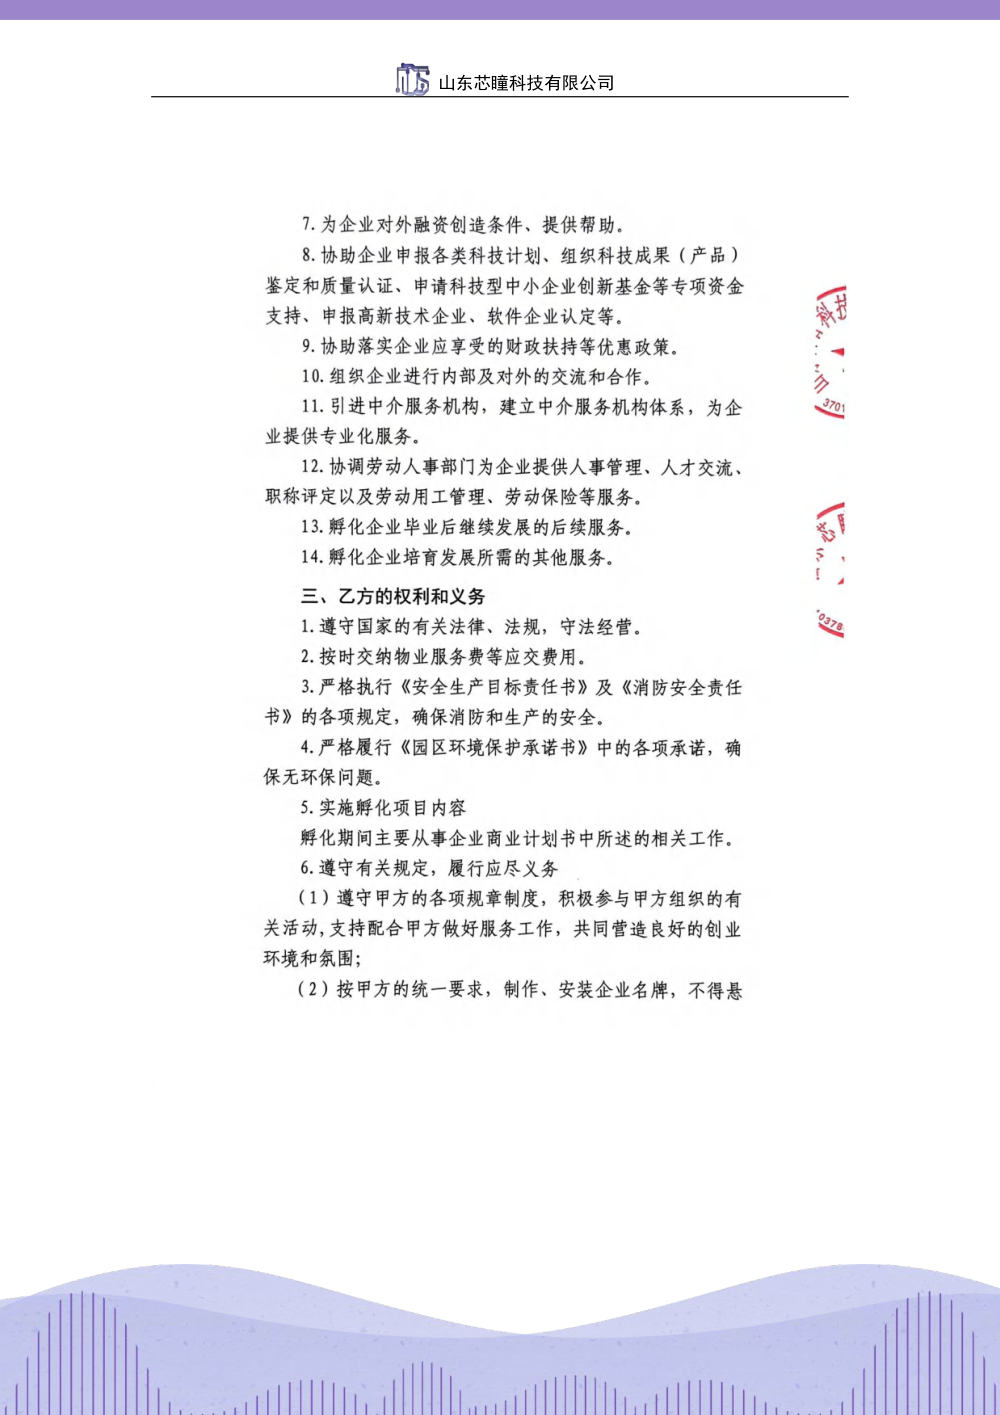 山东芯瞳科技有限公司
7.为企业对外融资创造条件、提供帮助。
8.协助企业申报各类科技计划、组织科技成果（产品）
鉴定和质量认证、申请科技型中小企业创新基金等专项资金
支持、申报高新技术企业、软件企业认定等。
9.协助落实企业应享受的财政扶持等优惠政策。
10.组织企业进行内部及对外的交流和合作。
11.引进中介服务机构，建立中介服务机构体系，为企
业提供专业化服务。
12.协调劳动人事部门为企业提供人事管理、人才交流、
职称评定以及劳动用工管理、劳动保险等服务。
13.孵化企业毕业后继续发展的后续服务。
14.孵化企业培育发展所需的其他服务。
三、乙方的权利和义务
1.遵守国家的有关法律、法规，守法经营。
2.按时交纳物业服务费等应交费用。
3.严格执行《安全生产目标责任书》及《消防安全责任
书》的各项规定，确保消防和生产的安全。
4.严格履行《园区环境保护承诺书》中的各项承诺，确
保无环保问题。
5.实施孵化项目内容
孵化期间主要从事企业商业计划书中所述的相关工作。
6.遵守有关规定，履行应尽义务
（1）遵守甲方的各项规章制度，积极参与甲方组织的有
关活动,支持配合甲方做好服务工作，共同营造良好的创业
环境和氛围；
（2）按甲方的统一要求，制作、安装企业名牌，不得悬
科技
3701
芯
0378